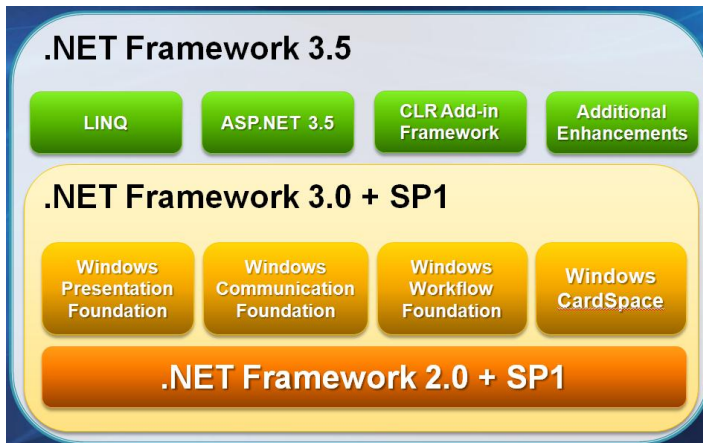 .NET Framework 3.5
LINQ
ASP.NET 3.5
CLR Add-in
Framework
Additional
Enhancements
.NET Framework 3.0 + SP1
Windows
Presentation
Foundation
Windows
Communication
Foundation
Windows
Workflow
Foundation
Windows
CardSpace
.NET Framework 2.0 + SP1